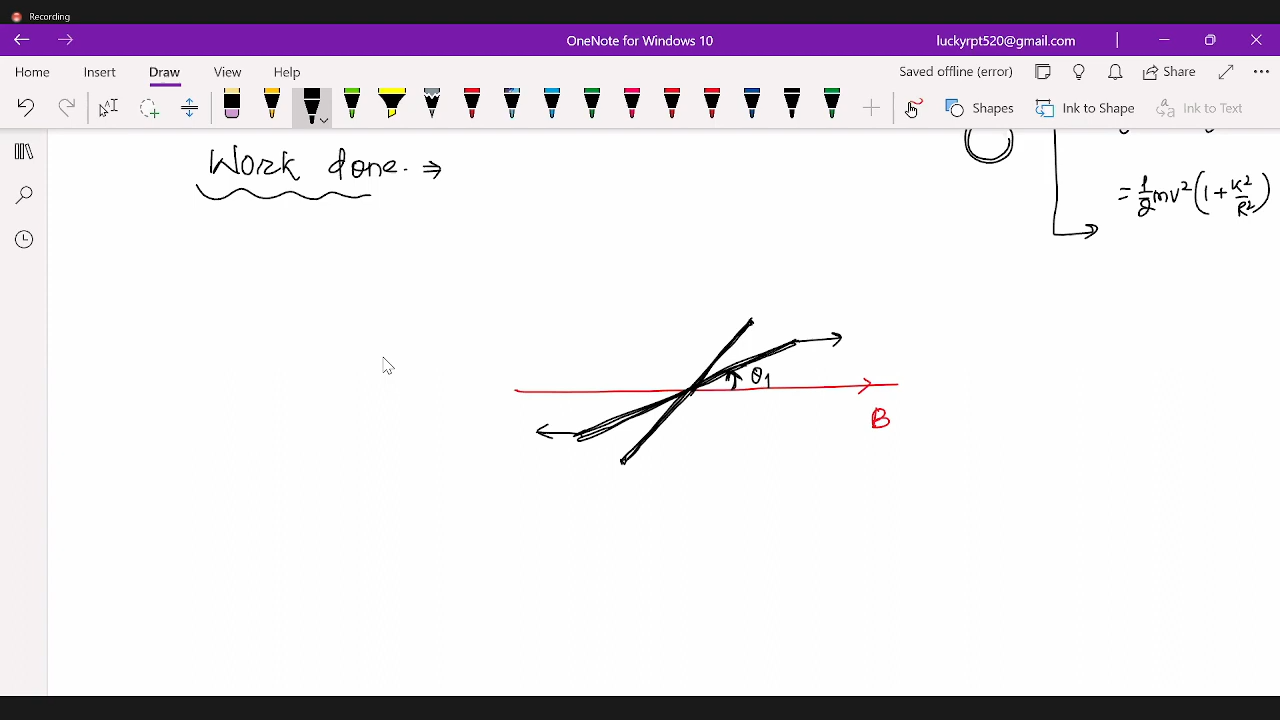 Recording
OneNote for Windows 10
luckyrpt520@gmail.com
Home Insert Draw View Help
Saved offline (error)
Share
Shapes
Ink to Shape
Ink to Text
Work done. ⇒
= 1/2 mv² (1 + K²/R²)
θ₁
B